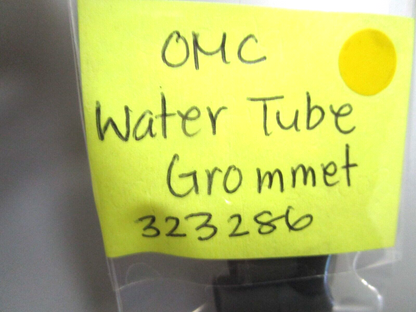 OMC
Water Tube
Grommet
323286